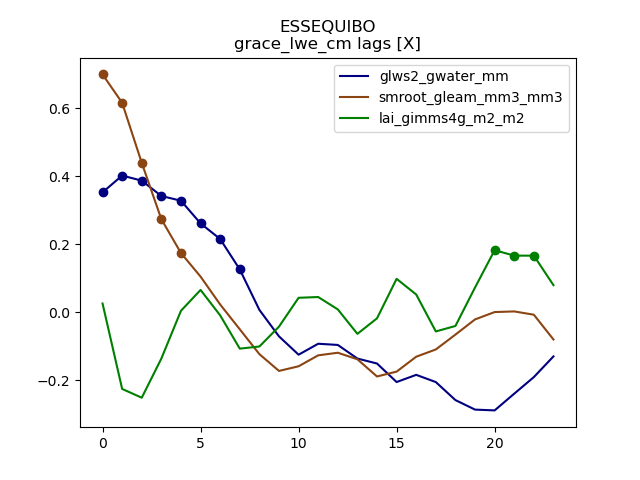 ESSEQUIBO
grace_lwe_cm lags [X]
glws2_gwater_mm
smroot_gleam_mm3_mm3
lai_gimms4g_m2_m2
0.6
0.4
0.2
0.0
−0.2
0 5 10 15 20